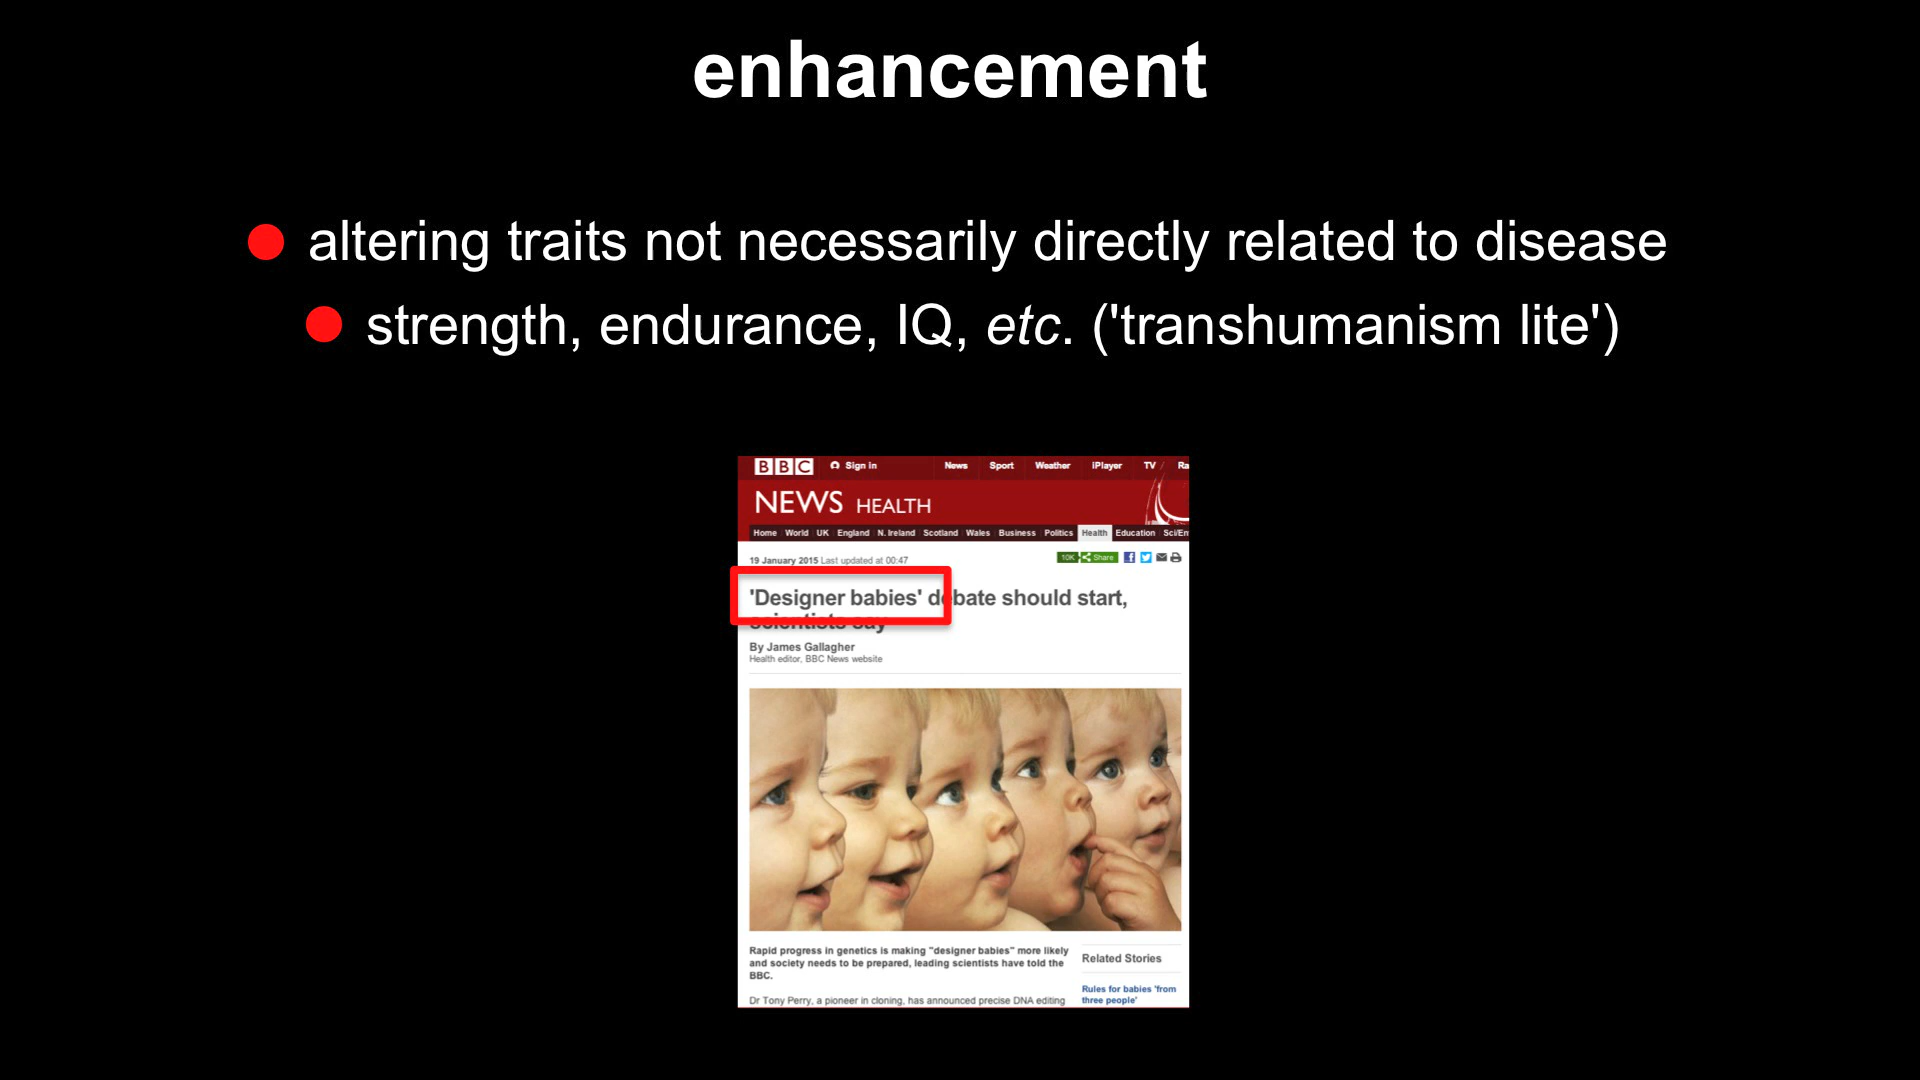 enhancement
altering traits not necessarily directly related to disease
strength, endurance, IQ, etc. ('transhumanism lite')
BBC Sign in News Sport Weather iPlayer TV Ra
NEWS HEALTH
Home World UK England N. Ireland Scotland Wales Business Politics Health Education Sci/En
19 January 2015 Last updated at 00:47
10K Share
'Designer babies' debate should start,
scientists say
By James Gallagher
Health editor, BBC News website
Rapid progress in genetics is making "designer babies" more likely
and society needs to be prepared, leading scientists have told the
BBC.
Dr Tony Perry, a pioneer in cloning, has announced precise DNA editing
Related Stories
Rules for babies 'from
three people'